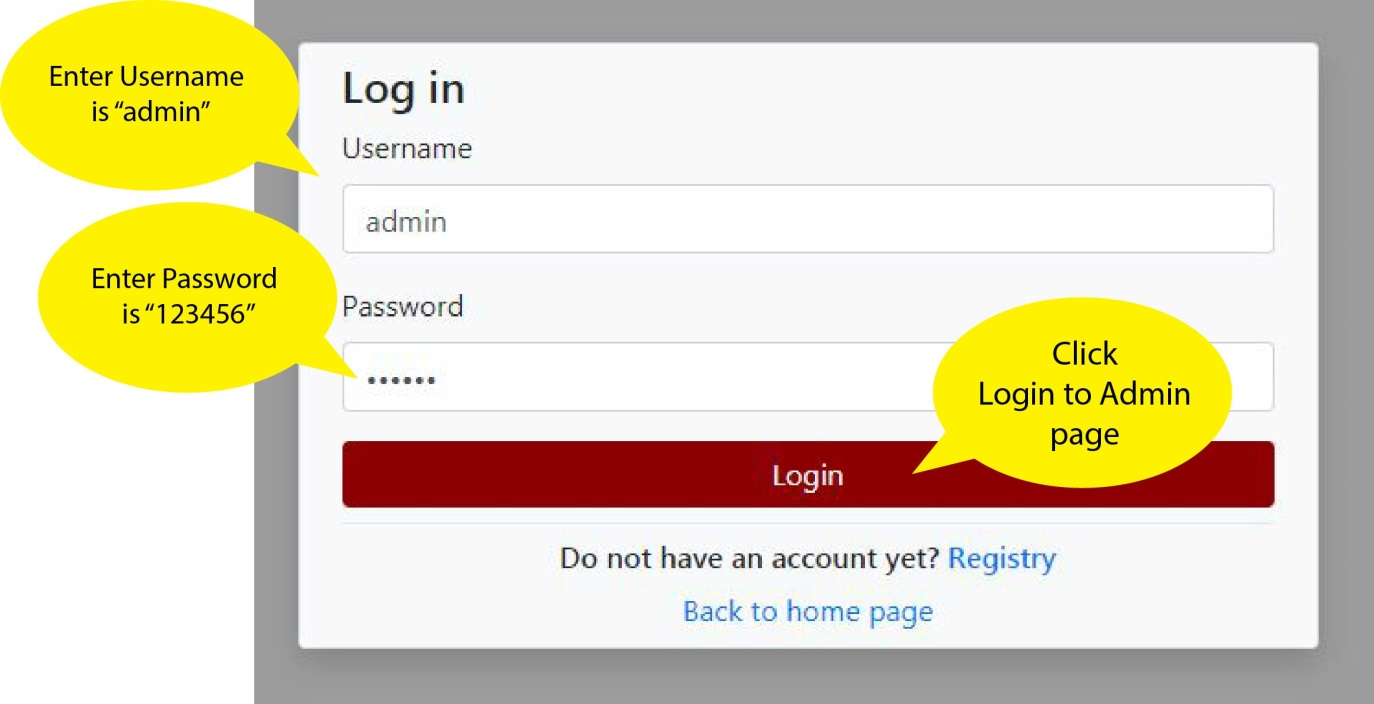 Enter Username
is “admin”
Log in
Username
admin
Enter Password
is “123456”
Password
••••••
Click
Login to Admin
page
Login
Do not have an account yet? Registry
Back to home page